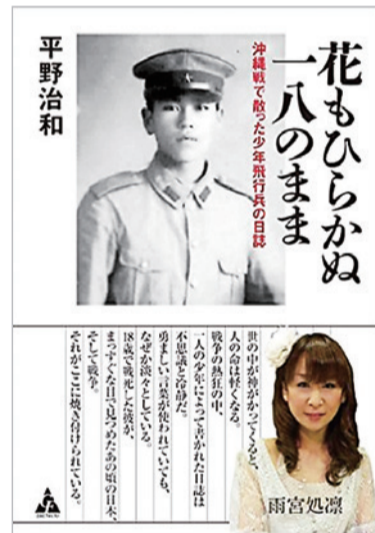 花もひらかぬ
一八のまま
沖縄戦で散った少年飛行兵の日誌
平野治和
世の中が神がかってくると、
人の命は軽くなる。
戦争の熱狂の中、
一人の少年によって書かれた日誌は
不思議と冷静だ。
勇ましい言葉が使われていても、
なぜか淡々としている。
18歳で戦死した彼が、
まっすぐな目で見つめたあの頃の日本、
そして戦争。
それがここに焼き付けられている。
雨宮処凛